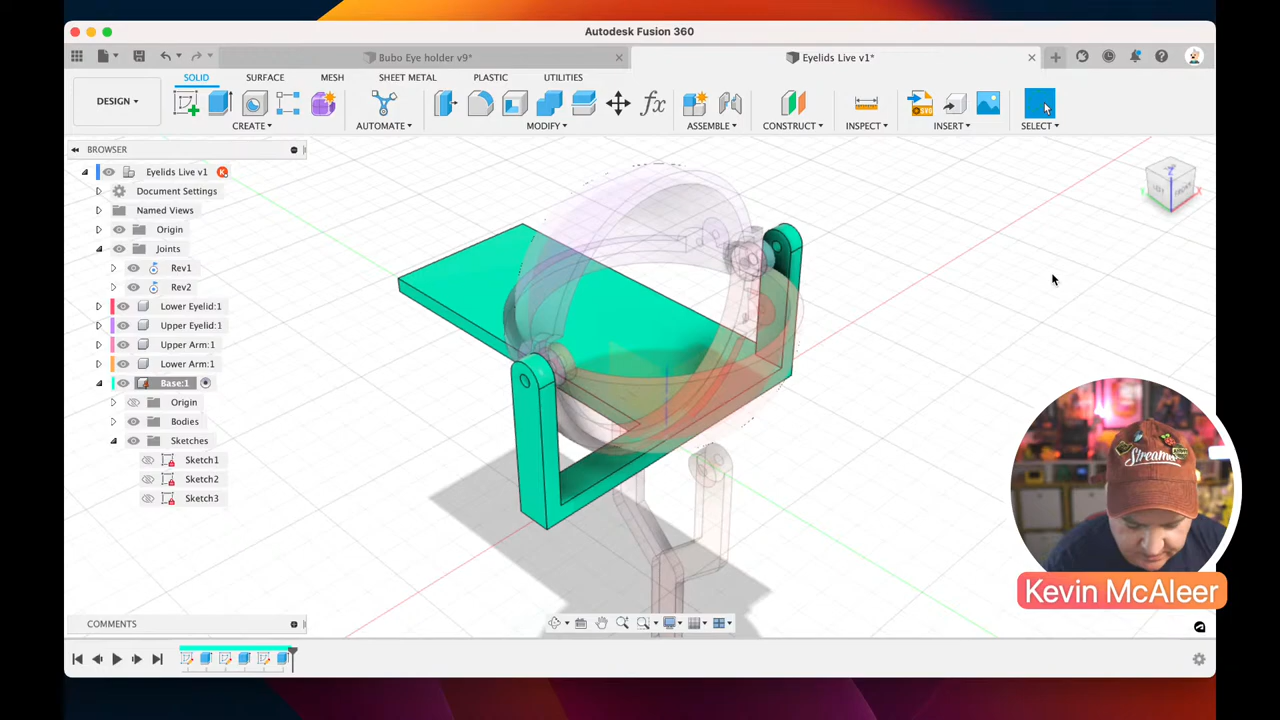 Autodesk Fusion 360
Bubo Eye holder v9*
Eyelids Live v1*
SOLID
SURFACE
MESH
SHEET METAL
PLASTIC
UTILITIES
DESIGN
fx
CREATE
AUTOMATE
MODIFY
ASSEMBLE
CONSTRUCT
INSPECT
INSERT
SELECT
BROWSER
Eyelids Live v1
K
Document Settings
Named Views
Origin
Joints
Rev1
Rev2
Lower Eyelid:1
Upper Eyelid:1
Upper Arm:1
Lower Arm:1
Base:1
Origin
Bodies
Sketches
Sketch1
Sketch2
Sketch3
Z
X
Kevin McAleer
COMMENTS